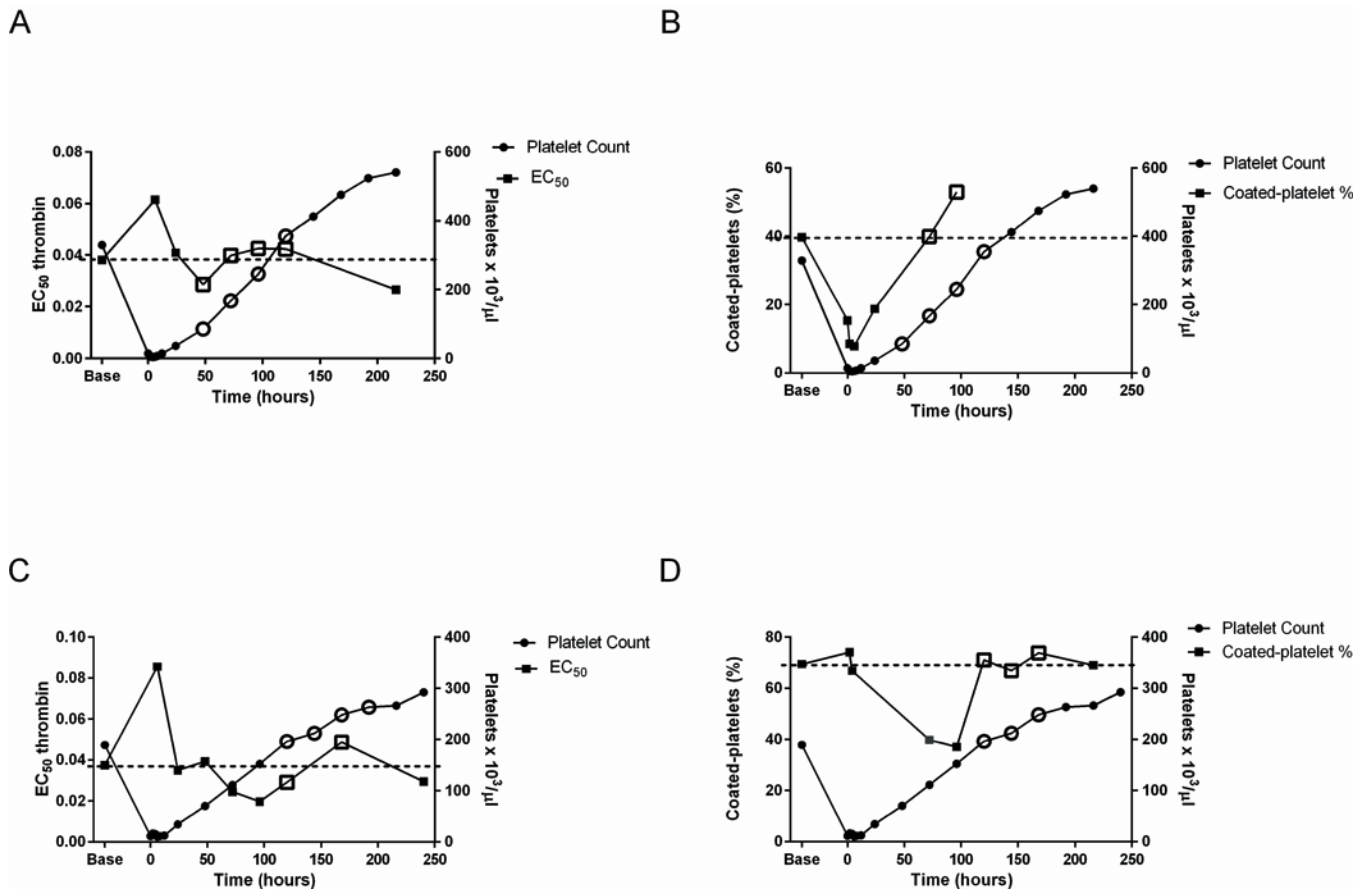 A
0.08
0.06
0.04
0.02
0.00
EC50 thrombin
Base
0
50
100
150
200
250
Time (hours)
600
400
200
0
Platelets x 10³/µl
Platelet Count
EC50
B
60
40
20
0
Coated-platelets (%)
Base
0
50
100
150
200
250
Time (hours)
600
400
200
0
Platelets x 10³/µl
Platelet Count
Coated-platelet %
C
0.10
0.08
0.06
0.04
0.02
0.00
EC50 thrombin
Base
0
50
100
150
200
250
Time (hours)
400
300
200
100
0
Platelets x 10³/µl
Platelet Count
EC50
D
80
60
40
20
0
Coated-platelets (%)
Base
0
50
100
150
200
250
Time (hours)
400
300
200
100
0
Platelets x 10³/µl
Platelet Count
Coated-platelet %